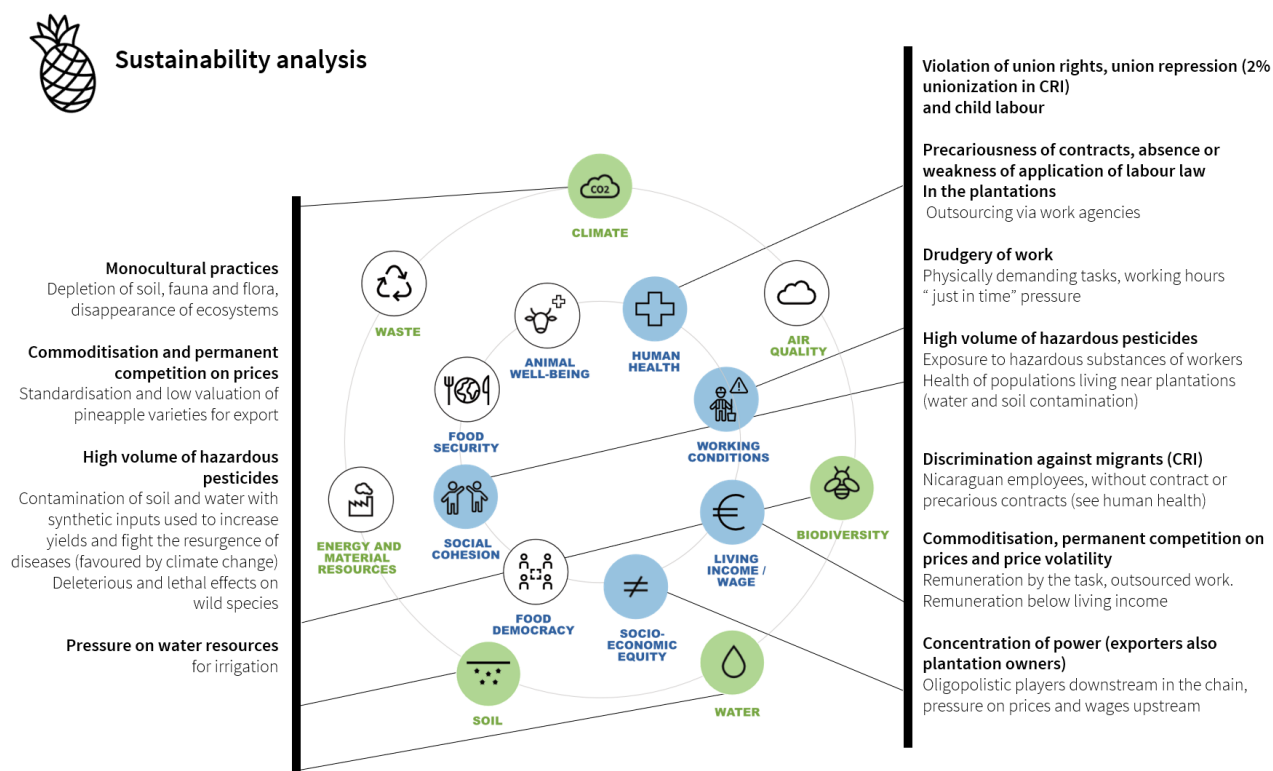 Sustainability analysis
Monocultural practices
Depletion of soil, fauna and flora,
disappearance of ecosystems
Commoditisation and permanent
competition on prices
Standardisation and low valuation of
pineapple varieties for export
High volume of hazardous
pesticides
Contamination of soil and water with
synthetic inputs used to increase
yields and fight the resurgence of
diseases (favoured by climate change)
Deleterious and lethal effects on
wild species
Pressure on water resources
for irrigation
CO2
CLIMATE
WASTE
AIR
QUALITY
ANIMAL
WELL-BEING
HUMAN
HEALTH
FOOD
SECURITY
WORKING
CONDITIONS
ENERGY AND
MATERIAL
RESOURCES
SOCIAL
COHESION
LIVING
INCOME /
WAGE
BIODIVERSITY
FOOD
DEMOCRACY
SOCIO-
ECONOMIC
EQUITY
SOIL
WATER
Violation of union rights, union repression (2%
unionization in CRI)
and child labour
Precariousness of contracts, absence or
weakness of application of labour law
In the plantations
Outsourcing via work agencies
Drudgery of work
Physically demanding tasks, working hours
“ just in time” pressure
High volume of hazardous pesticides
Exposure to hazardous substances of workers
Health of populations living near plantations
(water and soil contamination)
Discrimination against migrants (CRI)
Nicaraguan employees, without contract or
precarious contracts (see human health)
Commoditisation, permanent competition on
prices and price volatility
Remuneration by the task, outsourced work.
Remuneration below living income
Concentration of power (exporters also
plantation owners)
Oligopolistic players downstream in the chain,
pressure on prices and wages upstream